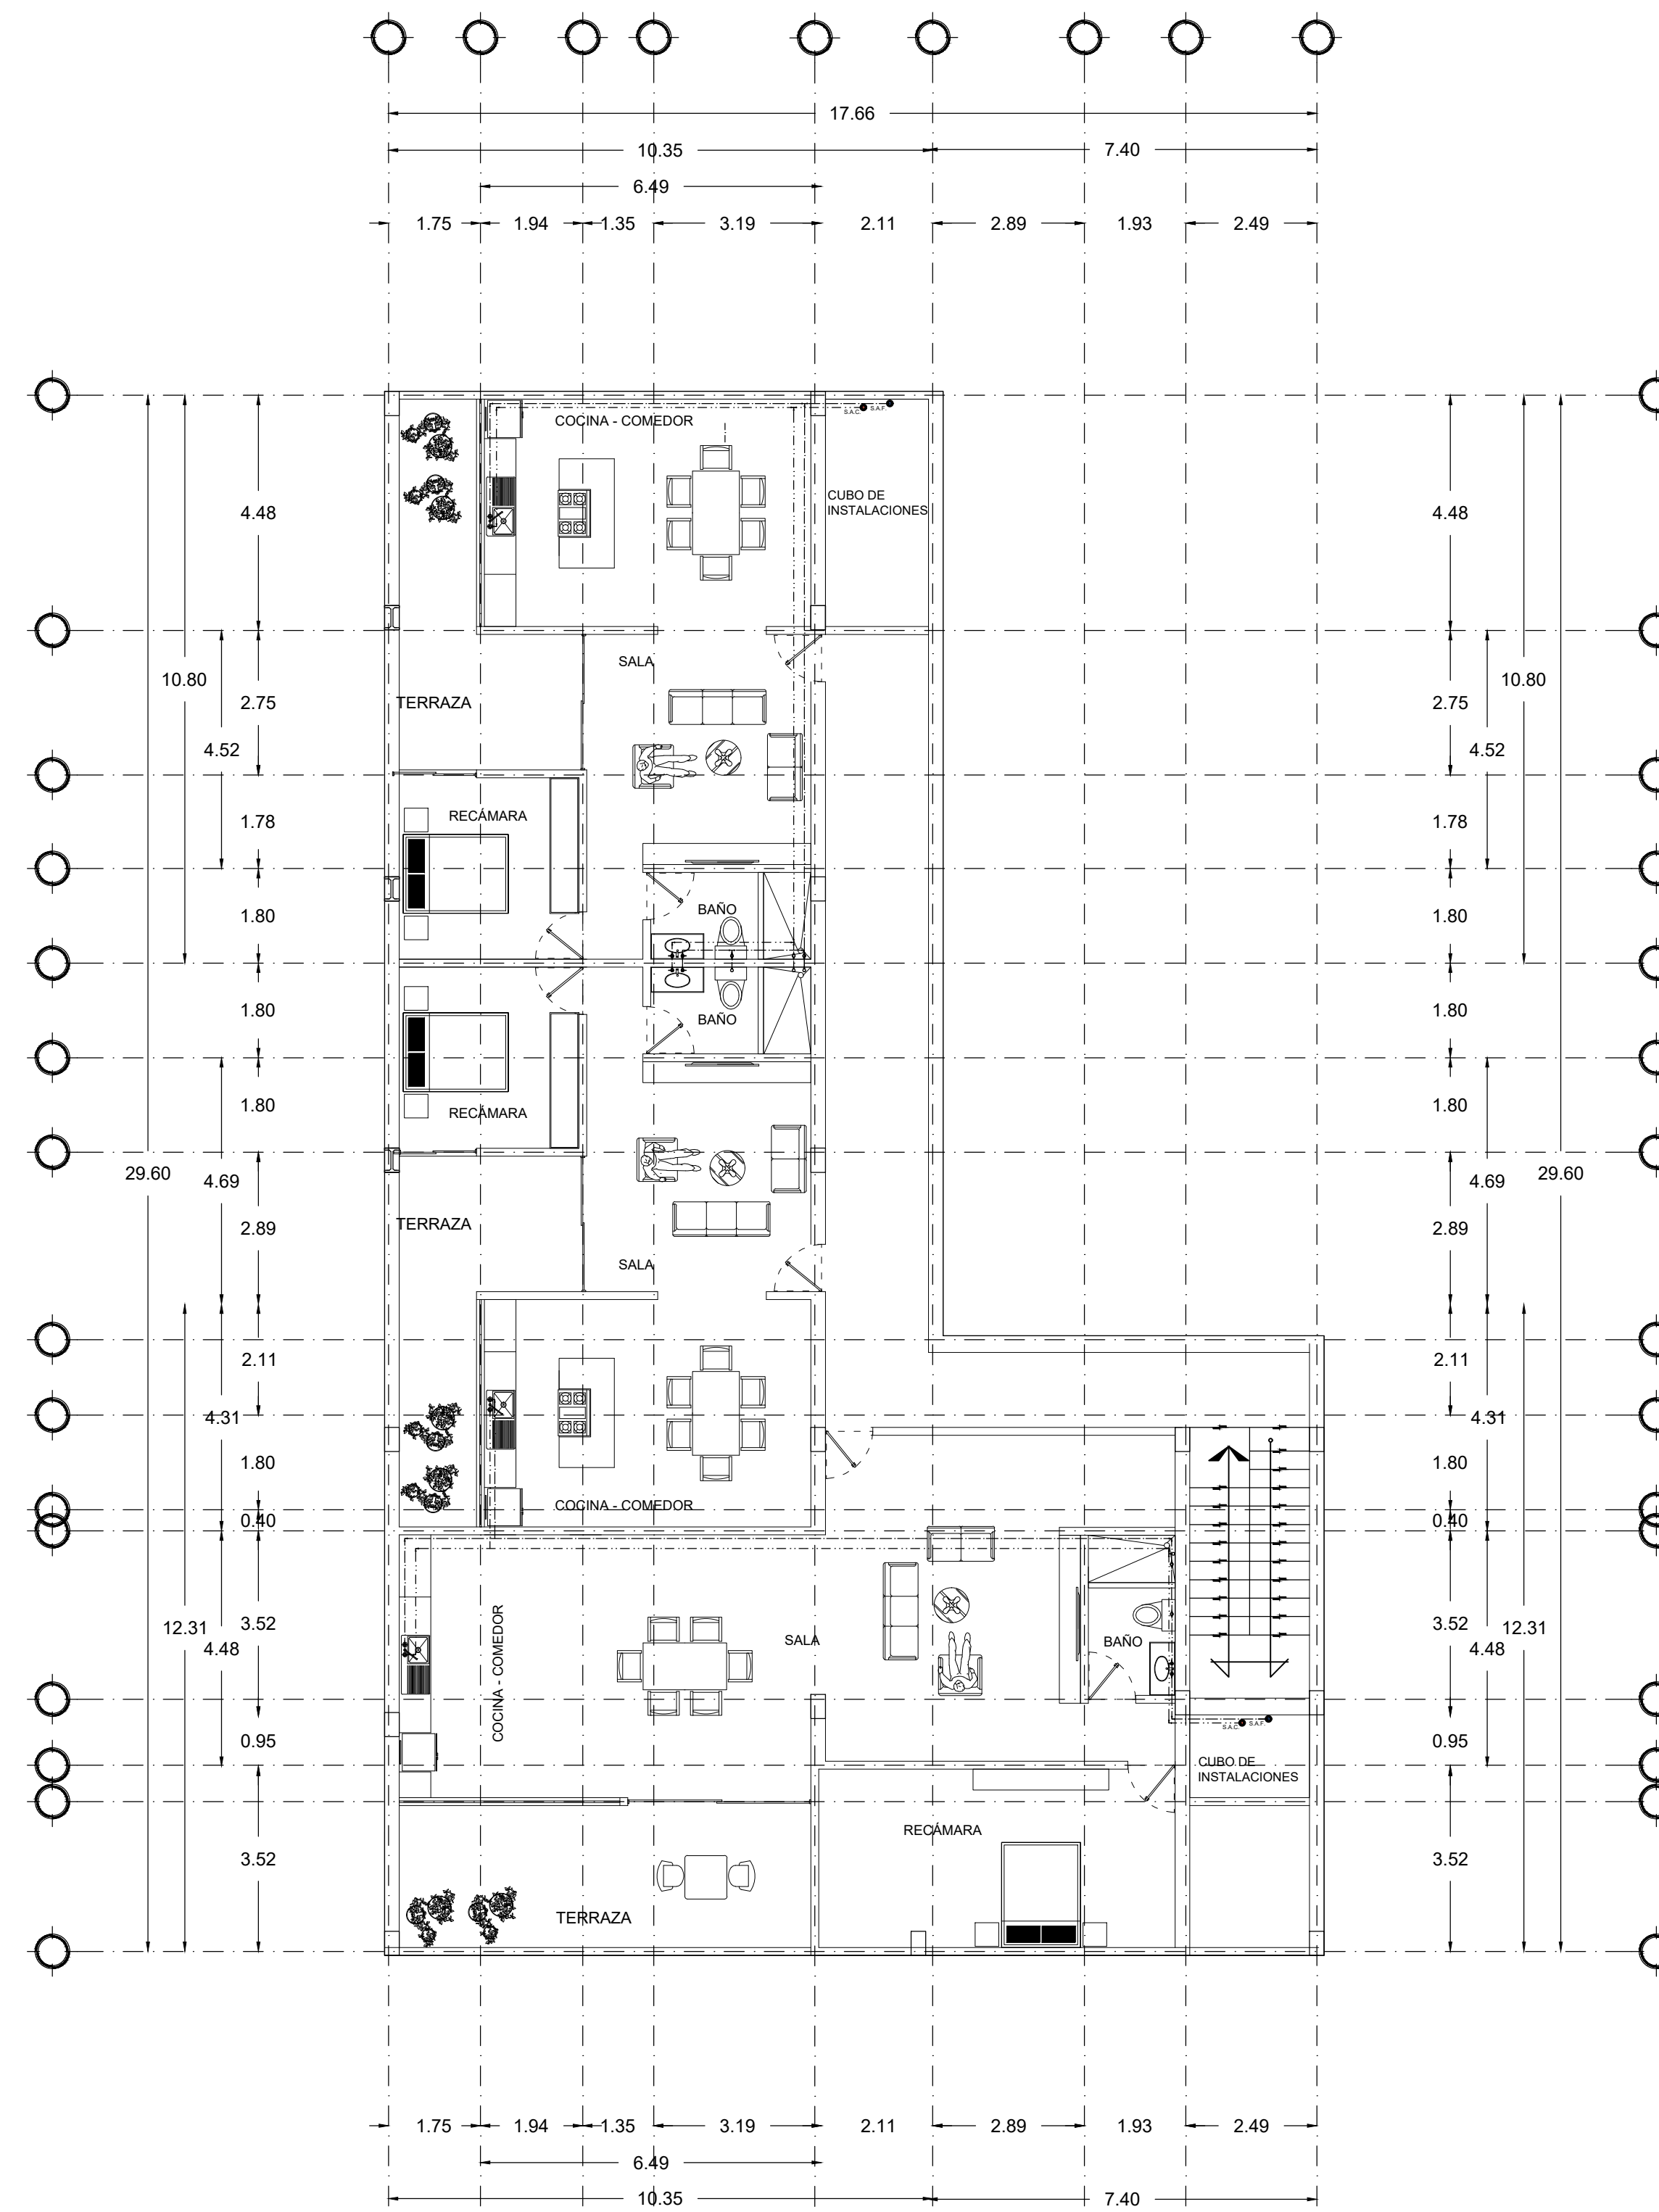 17.66
10.35
7.40
6.49
1.75
1.94
1.35
3.19
2.11
2.89
1.93
2.49
COCINA - COMEDOR
S.A.C.
S.A.F.
CUBO DE
INSTALACIONES
4.48
4.48
SALA
10.80
10.80
TERRAZA
2.75
2.75
4.52
4.52
RECÁMARA
1.78
1.78
BAÑO
1.80
1.80
1.80
1.80
BAÑO
1.80
1.80
RECÁMARA
29.60
4.69
4.69
29.60
TERRAZA
2.89
2.89
SALA
2.11
2.11
4.31
4.31
1.80
1.80
COCINA - COMEDOR
0.40
0.40
12.31
3.52
3.52
12.31
COCINA - COMEDOR
SALA
BAÑO
4.48
4.48
S.A.C.
S.A.F.
0.95
0.95
CUBO DE
INSTALACIONES
RECÁMARA
3.52
3.52
TERRAZA
1.75
1.94
1.35
3.19
2.11
2.89
1.93
2.49
6.49
10.35
7.40